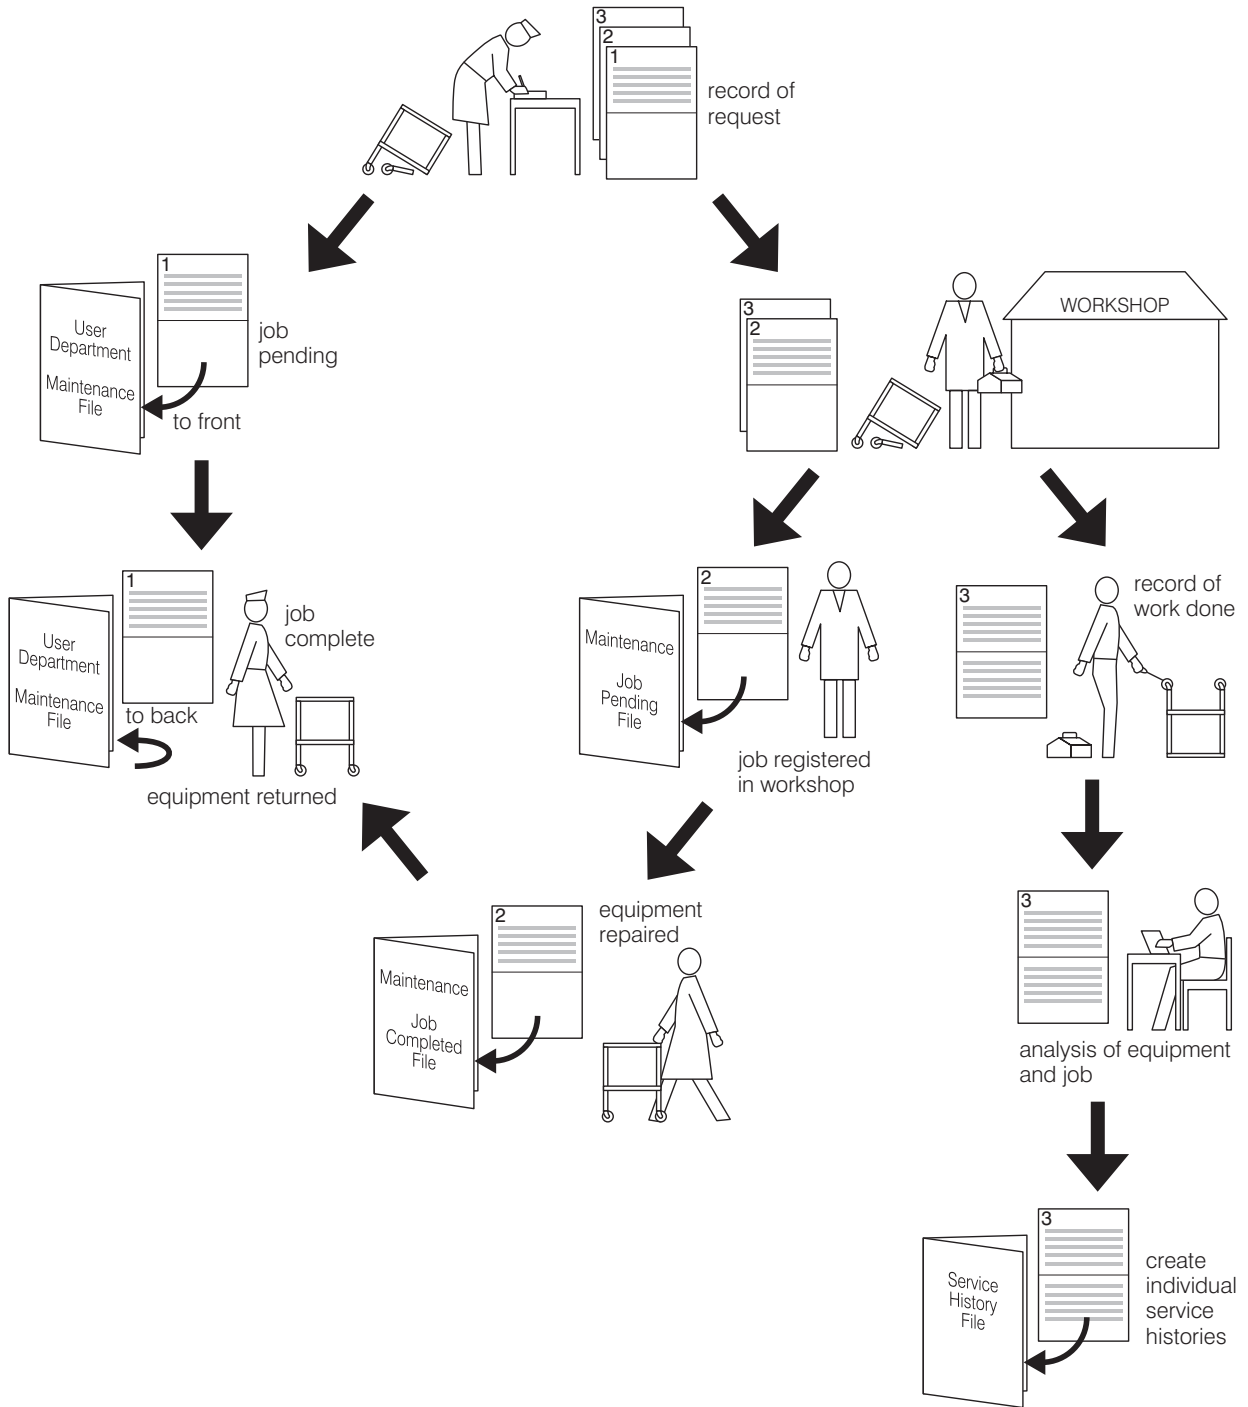 3
2
1
record of
request
1
User
Department
Maintenance
File
job
pending
to front
3
2
WORKSHOP
1
User
Department
Maintenance
File
job
complete
to back
equipment returned
2
Maintenance
Job
Pending
File
job registered
in workshop
3
record of
work done
2
Maintenance
Job
Completed
File
equipment
repaired
3
analysis of equipment
and job
3
Service
History
File
create
individual
service
histories